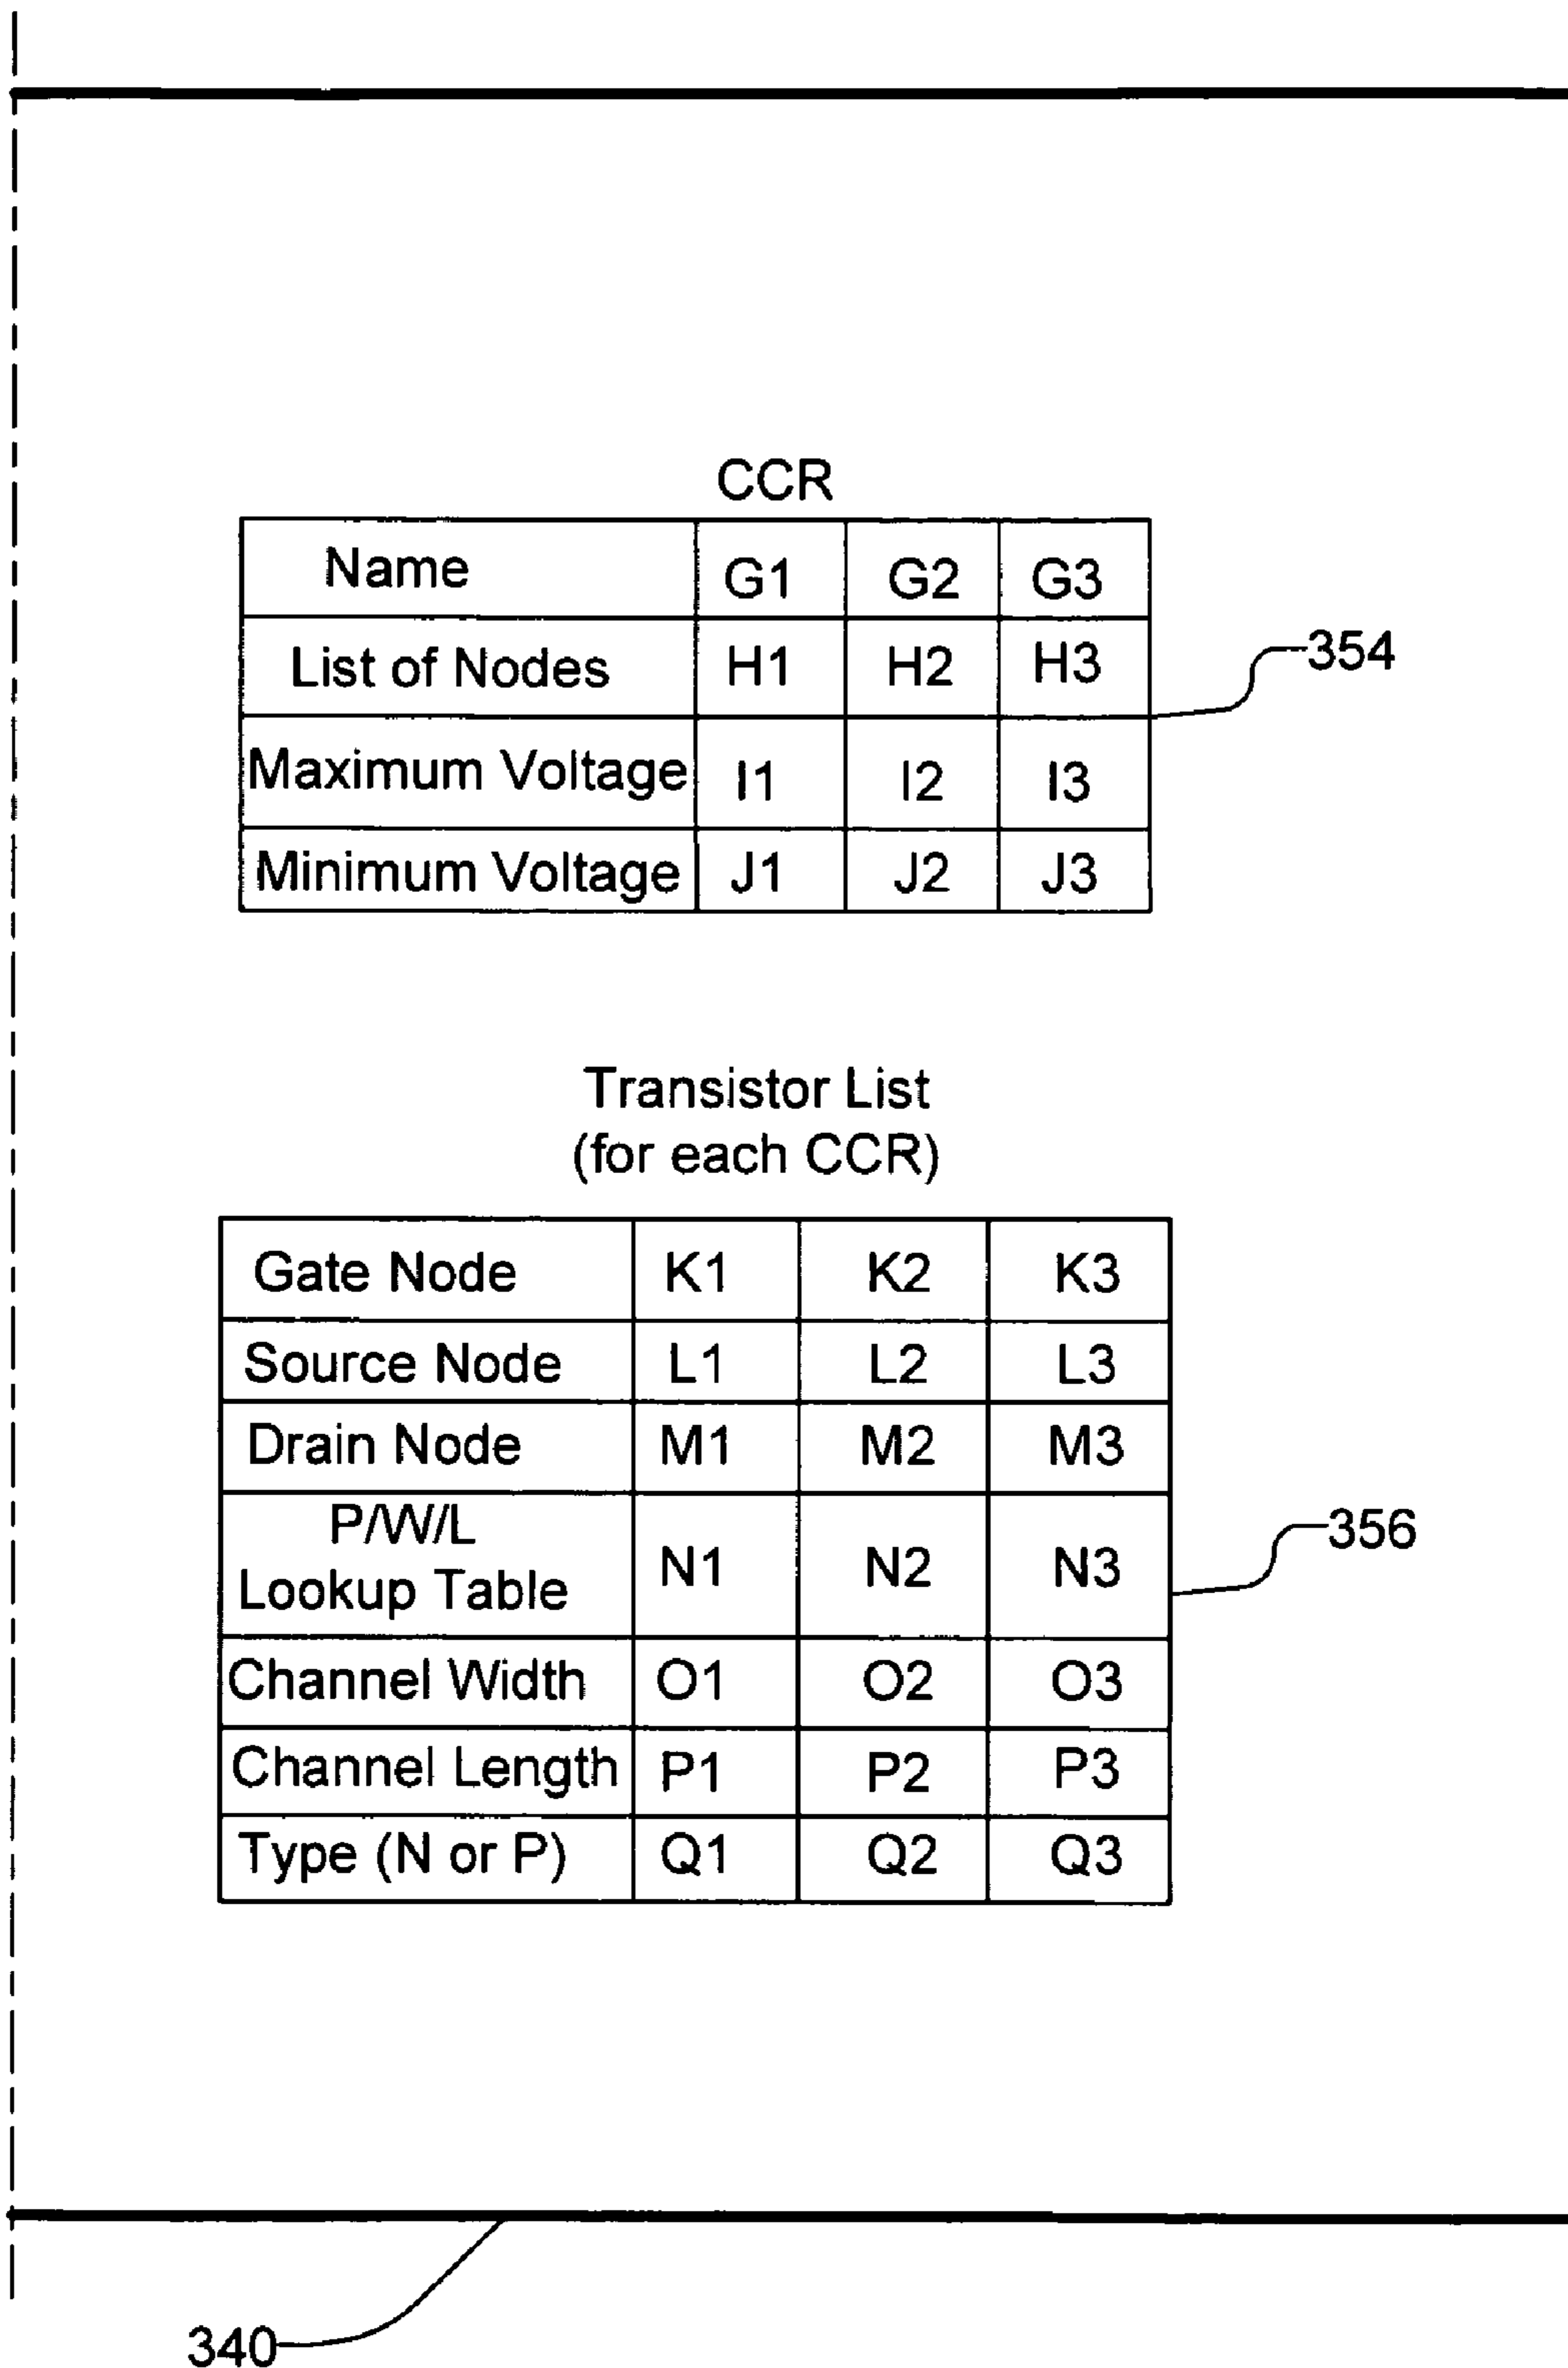 CCR
Name G1 G2 G3
List of Nodes H1 H2 H3
354
Maximum Voltage I1 I2 I3
Minimum Voltage J1 J2 J3
Transistor List
(for each CCR)
Gate Node K1 K2 K3
Source Node L1 L2 L3
Drain Node M1 M2 M3
P/W/L
Lookup Table N1 N2 N3
356
Channel Width O1 O2 O3
Channel Length P1 P2 P3
Type (N or P) Q1 Q2 Q3
340